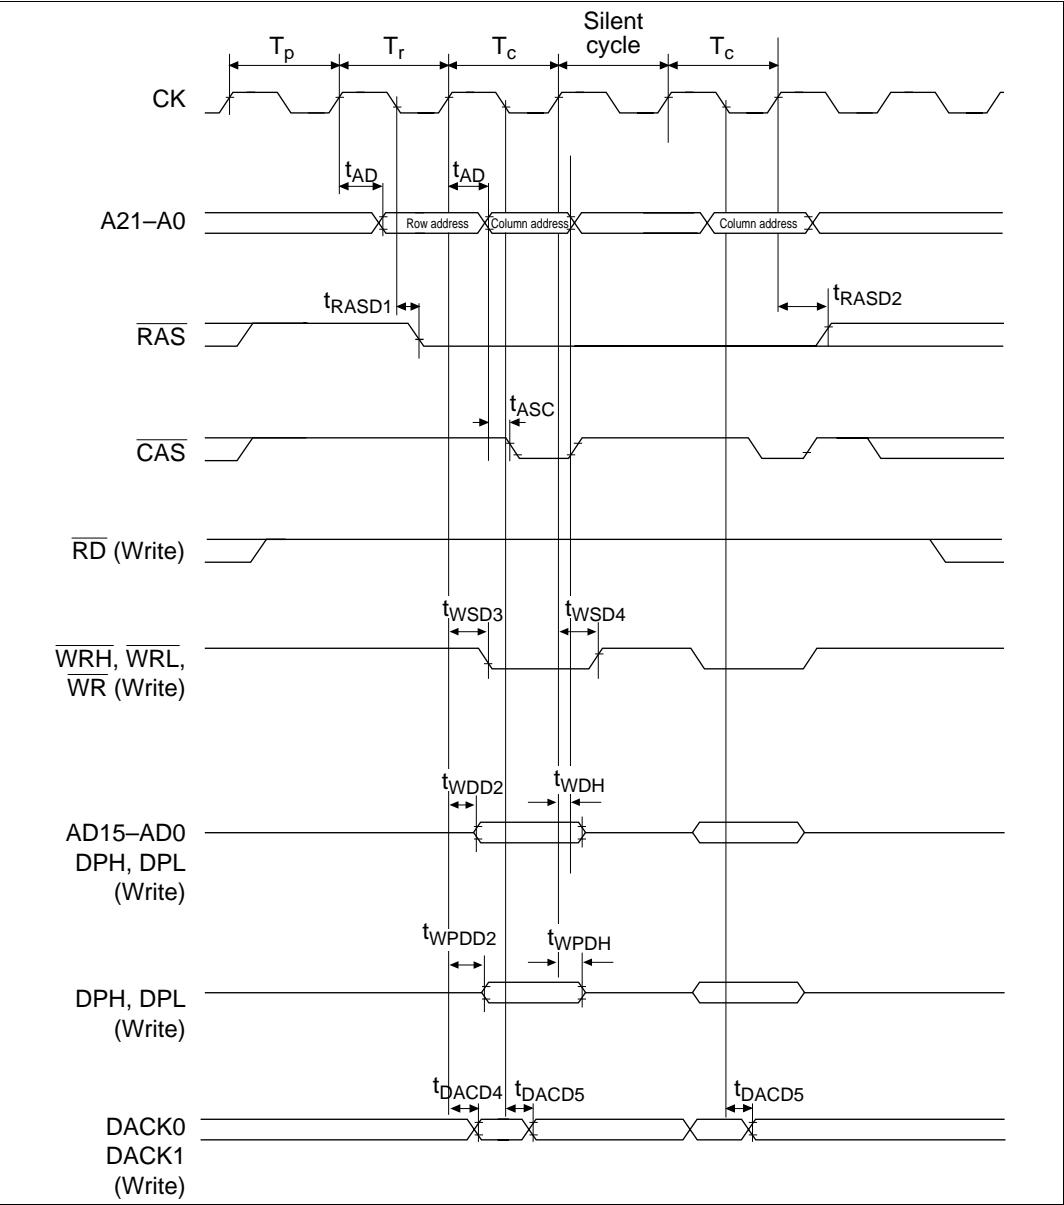 Silent
cycle
Tp Tr Tc Tc
CK
tAD tAD
A21–A0 Row address Column address Column address
tRASD1 tRASD2
RAS
tASC
CAS
RD (Write)
tWSD3 tWSD4
WRH, WRL,
WR (Write)
tWDD2 tWDH
AD15–AD0
DPH, DPL
(Write)
tWPDD2 tWPDH
DPH, DPL
(Write)
tDACD4 tDACD5 tDACD5
DACK0
DACK1
(Write)